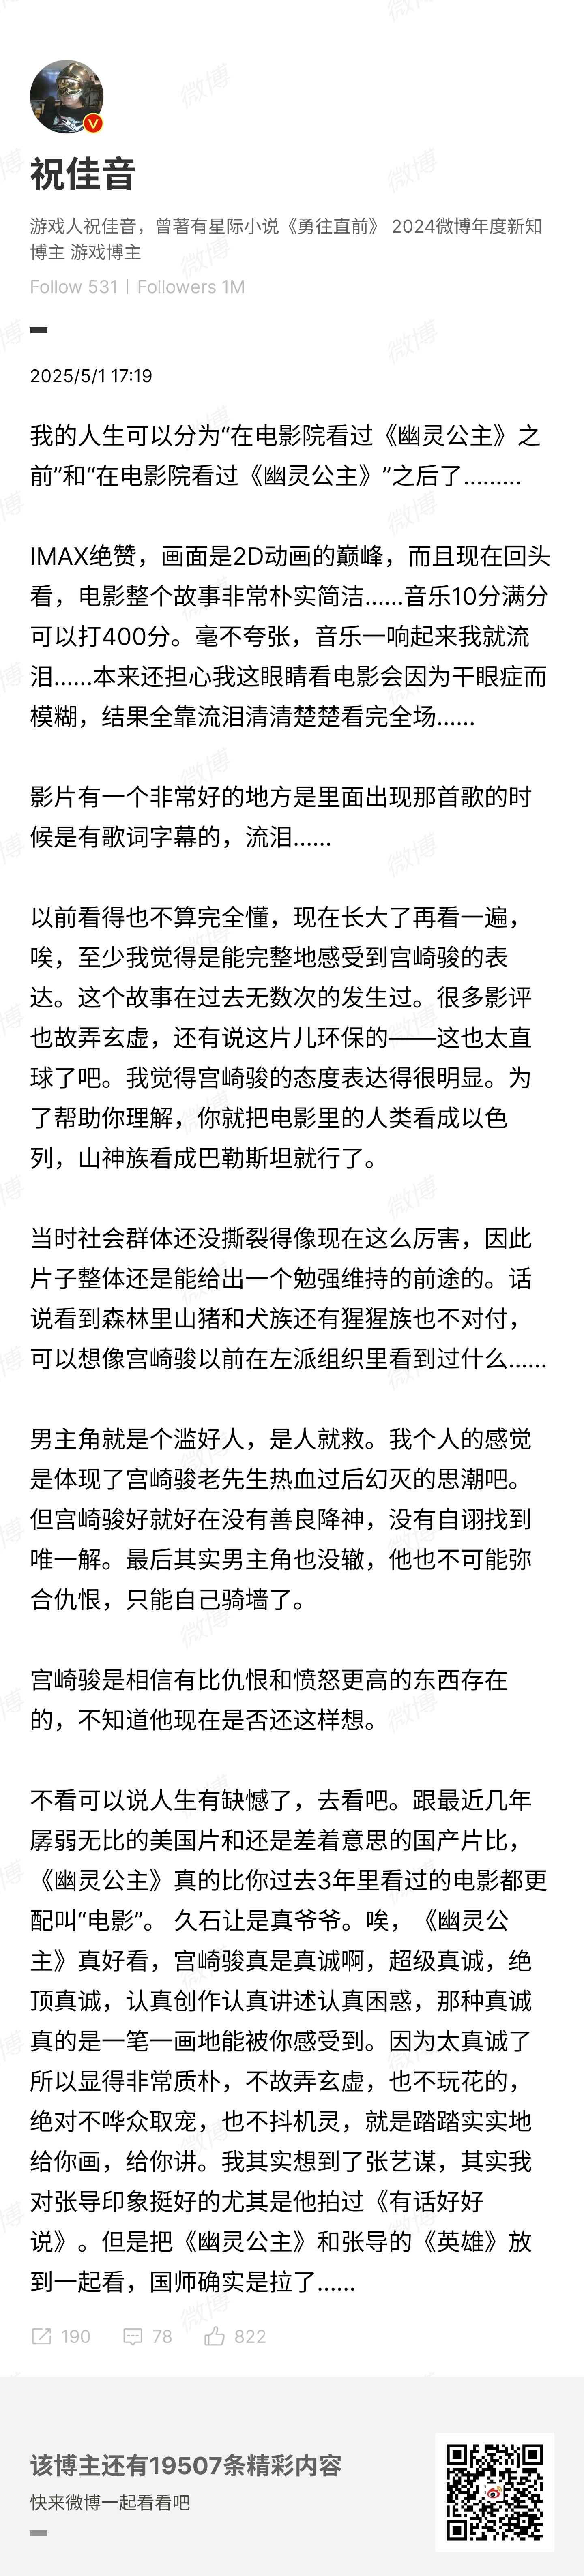 祝佳音
游戏人祝佳音，曾著有星际小说《勇往直前》 2024微博年度新知
博主 游戏博主
Follow 531 | Followers 1M
2025/5/1 17:19
我的人生可以分为“在电影院看过《幽灵公主》之
前”和“在电影院看过《幽灵公主》”之后了………
IMAX绝赞，画面是2D动画的巅峰，而且现在回头
看，电影整个故事非常朴实简洁……音乐10分满分
可以打400分。毫不夸张，音乐一响起来我就流
泪……本来还担心我这眼睛看电影会因为干眼症而
模糊，结果全靠流泪清清楚楚看完全场……
影片有一个非常好的地方是里面出现那首歌的时
候是有歌词字幕的，流泪……
以前看得也不算完全懂，现在长大了再看一遍，
唉，至少我觉得是能完整地感受到宫崎骏的表
达。这个故事在过去无数次的发生过。很多影评
也故弄玄虚，还有说这片儿环保的——这也太直
球了吧。我觉得宫崎骏的态度表达得很明显。为
了帮助你理解，你就把电影里的人类看成以色
列，山神族看成巴勒斯坦就行了。
当时社会群体还没撕裂得像现在这么厉害，因此
片子整体还是能给出一个勉强维持的前途的。话
说看到森林里山猪和犬族还有猩猩族也不对付，
可以想像宫崎骏以前在左派组织里看到过什么……
男主角就是个滥好人，是人就救。我个人的感觉
是体现了宫崎骏老先生热血过后幻灭的思潮吧。
但宫崎骏好就好在没有善良降神，没有自诩找到
唯一解。最后其实男主角也没辙，他也不可能弥
合仇恨，只能自己骑墙了。
宫崎骏是相信有比仇恨和愤怒更高的东西存在
的，不知道他现在是否还这样想。
不看可以说人生有缺憾了，去看吧。跟最近几年
孱弱无比的美国片和还是差着意思的国产片比，
《幽灵公主》真的比你过去3年里看过的电影都更
配叫“电影”。 久石让是真爷爷。唉，《幽灵公
主》真好看，宫崎骏真是真诚啊，超级真诚，绝
顶真诚，认真创作认真讲述认真困惑，那种真诚
真的是一笔一画地能被你感受到。因为太真诚了
所以显得非常质朴，不故弄玄虚，也不玩花的，
绝对不哗众取宠，也不抖机灵，就是踏踏实实地
给你画，给你讲。我其实想到了张艺谋，其实我
对张导印象挺好的尤其是他拍过《有话好好
说》。但是把《幽灵公主》和张导的《英雄》放
到一起看，国师确实是拉了……
190 78 822
该博主还有19507条精彩内容
快来微博一起看看吧